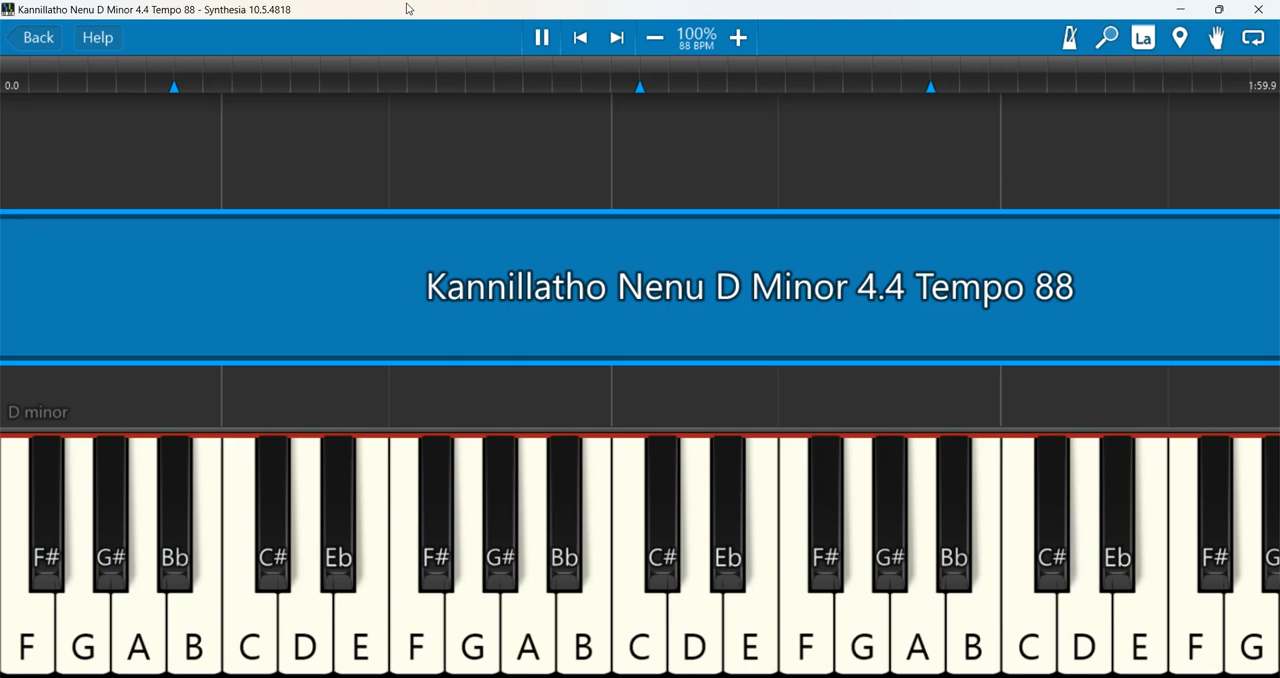 Kannillatho Nenu D Minor 4.4 Tempo 88 - Synthesia 10.5.4818
Back Help 100% La
88 BPM
0.0 1:59.9
Kannillatho Nenu D Minor 4.4 Tempo 88
D minor
F# G# Bb C# Eb F# G# Bb C# Eb F# G# Bb C# Eb F# G
F G A B C D E F G A B C D E F G A B C D E F G